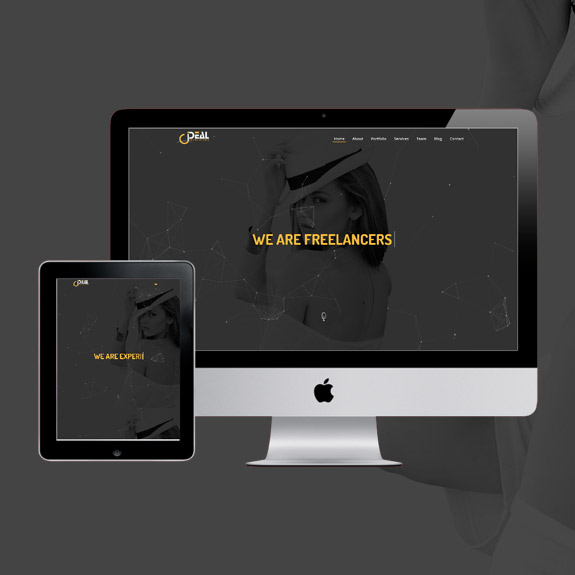 DEAL
Home About Portfolio Services Team Blog Contact
WE ARE FREELANCERS
DEAL
WE ARE EXPERI